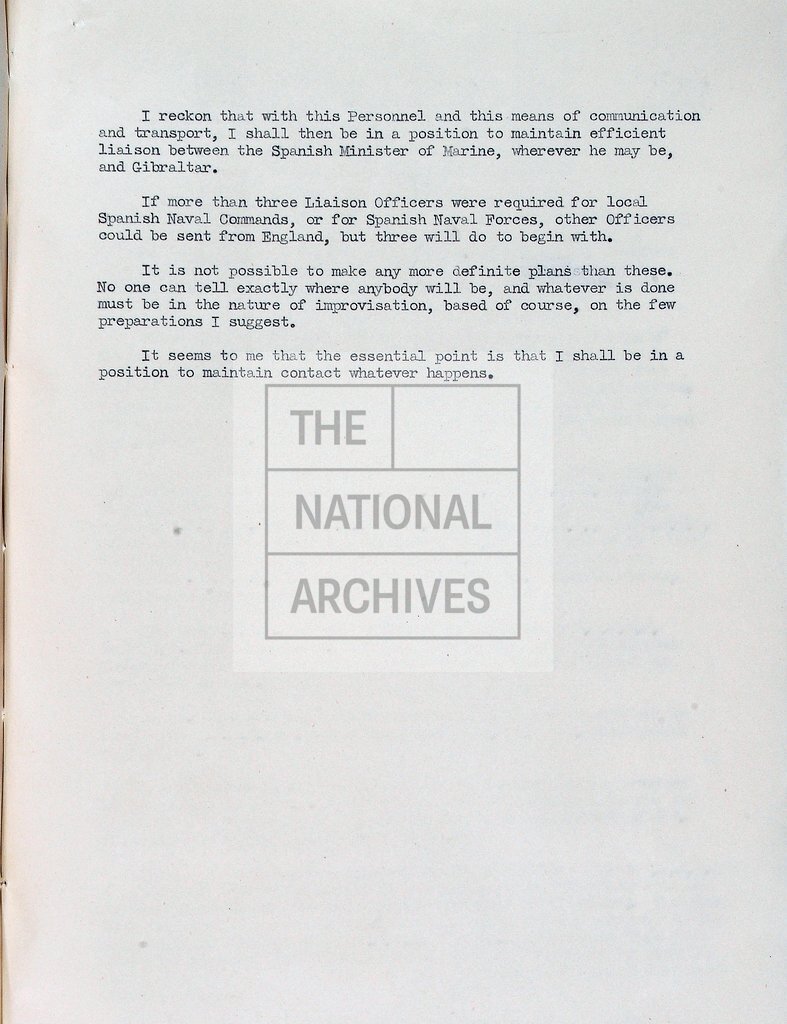 I reckon that with this Personnel and this means of communication
and transport, I shall then be in a position to maintain efficient
liaison between the Spanish Minister of Marine, wherever he may be,
and Gibraltar.
If more than three Liaison Officers were required for local
Spanish Naval Commands, or for Spanish Naval Forces, other Officers
could be sent from England, but three will do to begin with.
It is not possible to make any more definite plans than these.
No one can tell exactly where anybody will be, and whatever is done
must be in the nature of improvisation, based of course, on the few
preparations I suggest.
It seems to me that the essential point is that I shall be in a
position to maintain contact whatever happens.
THE
NATIONAL
ARCHIVES